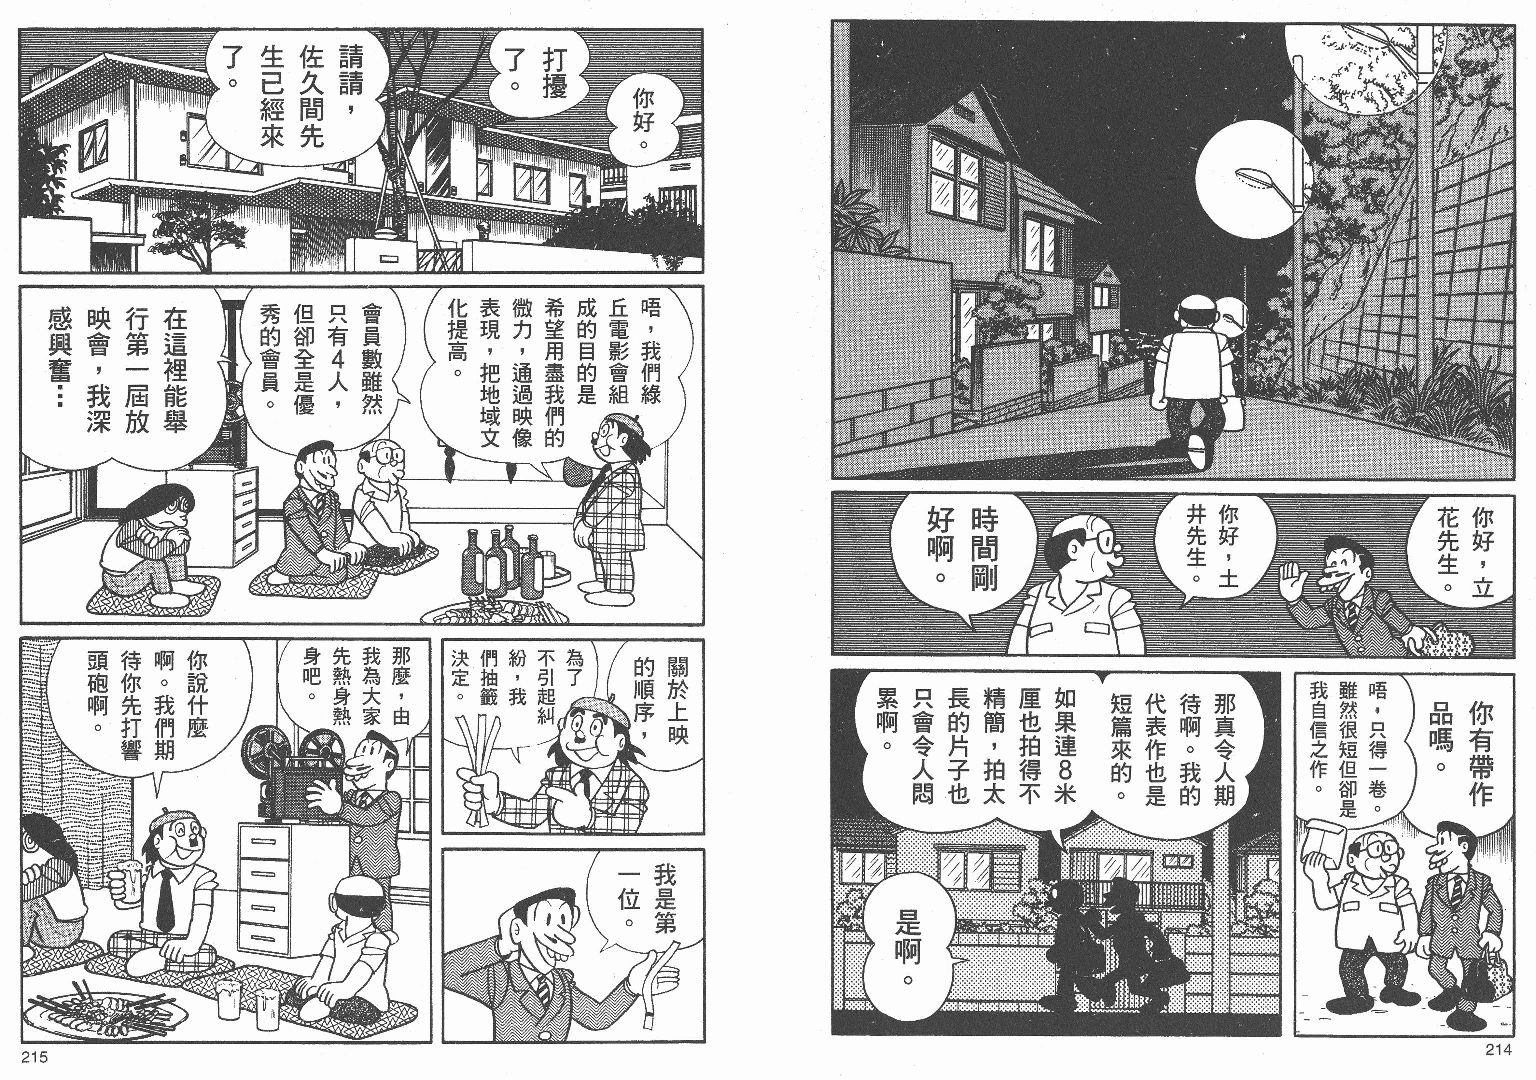 你好，立
花先生。
你好，土
井先生。
時間剛
好啊。
你有帶作
品嗎。
唔，只得一卷。
雖然很短但卻是
我自信之作。
那真令人期
待啊。我的
代表作也是
短篇來的。
如果連8米
厘也拍得不
精簡，拍太
長的片子也
只會令人悶
累啊。
是啊。
214
你好。
打擾
了。
請請，
佐久間先
生已經來
了。
唔，我們綠
丘電影會組
成的目的是
希望用盡我們的
微力，通過映像
表現，把地域文
化提高。
會員數雖然
只有4人，
但卻全是優
秀的會員。
在這裡能舉
行第一屆放
映會，我深
感興奮…
關於上映
的順序，
為了
不引起糾
紛，我
們抽籤
決定。
我是第
一位。
那麼，由
我為大家
先熱身熱
身吧。
你說什麼
啊。我們期
待你先打響
頭砲啊。
215